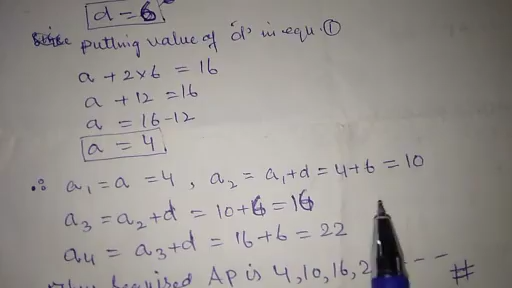 d = 6
putting value of 'd' in equ. ①
a + 2×6 = 16
a + 12 = 16
a = 16-12
a = 4
∴ a₁ = a = 4 , a₂ = a₁+d = 4+6 = 10
a₃ = a₂+d = 10+6 = 16
a₄ = a₃+d = 16+6 = 22
Required AP is 4, 10, 16, 2 - - - #